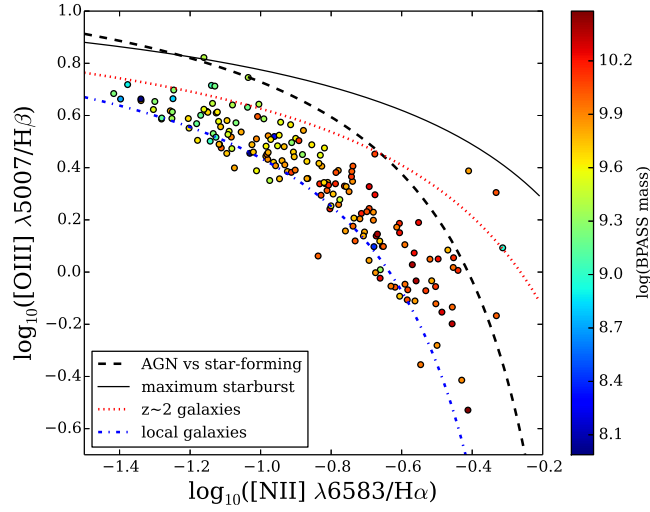 1.0
0.8
0.6
0.4
0.2
0.0
−0.2
−0.4
−0.6
log₁₀([OIII] λ5007/Hβ)
AGN vs star-forming
maximum starburst
z~2 galaxies
local galaxies
−1.4 −1.2 −1.0 −0.8 −0.6 −0.4 −0.2
log₁₀([NII] λ6583/Hα)
10.2
9.9
9.6
9.3
9.0
8.7
8.4
8.1
log(BPASS mass)